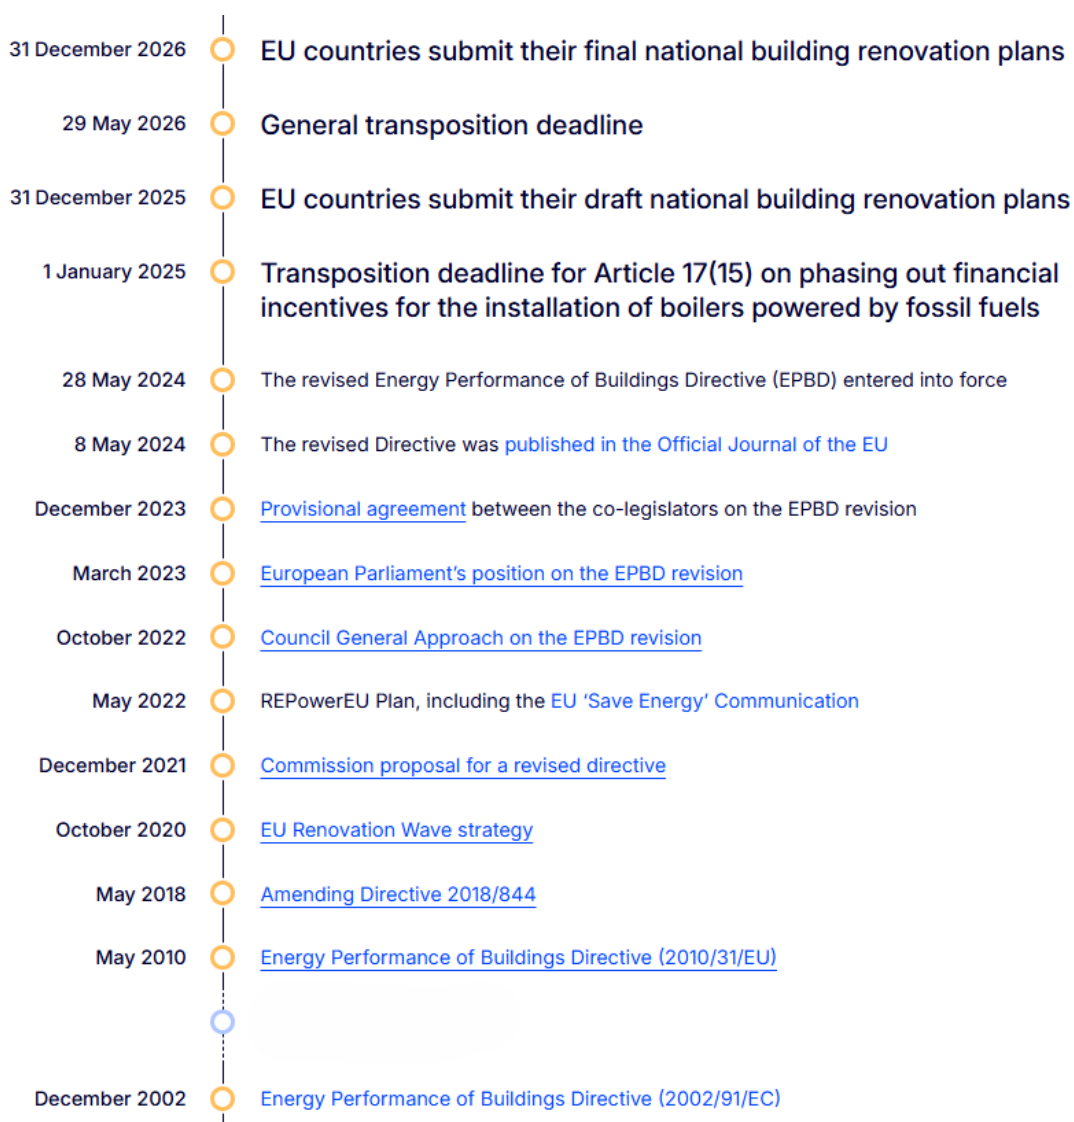 31 December 2026 EU countries submit their final national building renovation plans
29 May 2026 General transposition deadline
31 December 2025 EU countries submit their draft national building renovation plans
1 January 2025 Transposition deadline for Article 17(15) on phasing out financial
incentives for the installation of boilers powered by fossil fuels
28 May 2024 The revised Energy Performance of Buildings Directive (EPBD) entered into force
8 May 2024 The revised Directive was published in the Official Journal of the EU
December 2023 Provisional agreement between the co-legislators on the EPBD revision
March 2023 European Parliament’s position on the EPBD revision
October 2022 Council General Approach on the EPBD revision
May 2022 REPowerEU Plan, including the EU ‘Save Energy’ Communication
December 2021 Commission proposal for a revised directive
October 2020 EU Renovation Wave strategy
May 2018 Amending Directive 2018/844
May 2010 Energy Performance of Buildings Directive (2010/31/EU)
December 2002 Energy Performance of Buildings Directive (2002/91/EC)